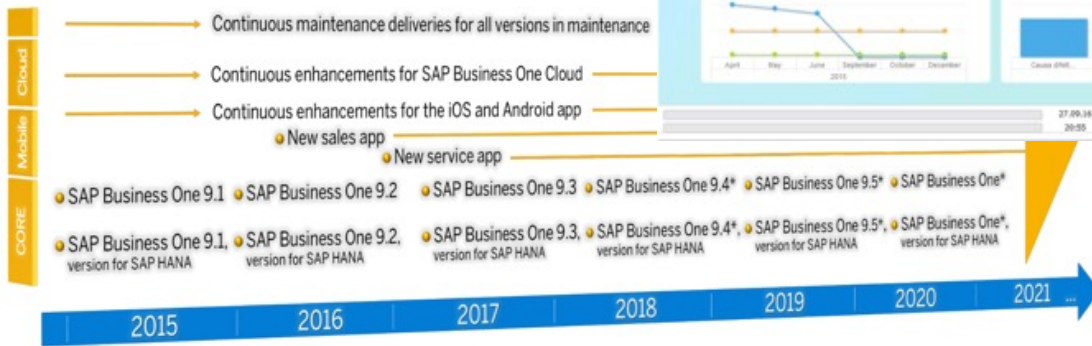 Continuous maintenance deliveries for all versions in maintenance
Cloud
Continuous enhancements for SAP Business One Cloud
Continuous enhancements for the iOS and Android app
Mobile
New sales app
New service app
CORE
SAP Business One 9.1
SAP Business One 9.2
SAP Business One 9.3
SAP Business One 9.4*
SAP Business One 9.5*
SAP Business One*
SAP Business One 9.1,
version for SAP HANA
SAP Business One 9.2,
version for SAP HANA
SAP Business One 9.3,
version for SAP HANA
SAP Business One 9.4*,
version for SAP HANA
SAP Business One 9.5*,
version for SAP HANA
SAP Business One*,
version for SAP HANA
2015 2016 2017 2018 2019 2020 2021 ...
April May June September October December
2015
27.09.16
20:55